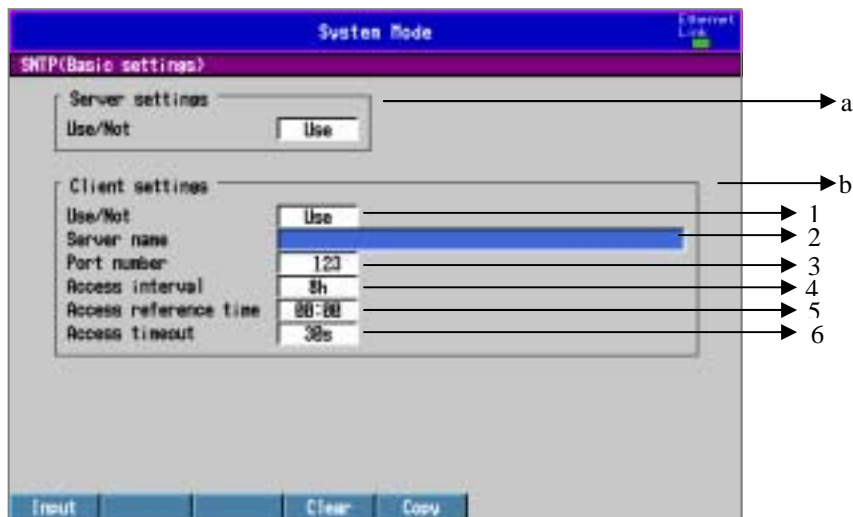 System Mode
Ethernet
Link
SNTP(Basic settings)
Server settings
a
Use/Not Use
Client settings
b
Use/Not Use 1
Server name 2
Port number 123 3
Access interval 8h 4
Access reference time 00:00 5
Access timeout 30s 6
Input Clear Copy